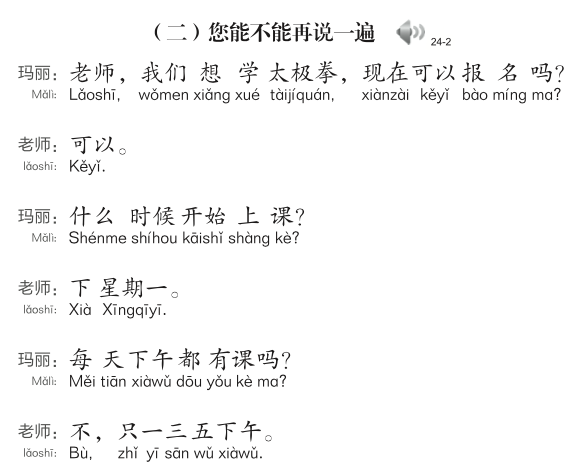 （二）您能不能再说一遍 24-2
玛丽：老师，我们想学太极拳，现在可以报名吗？
Mǎlì: Lǎoshī, wǒmen xiǎng xué tàijíquán, xiànzài kěyǐ bào míng ma?
老师：可以。
lǎoshī: Kěyǐ.
玛丽：什么时候开始上课？
Mǎlì: Shénme shíhou kāishǐ shàng kè?
老师：下星期一。
lǎoshī: Xià Xīngqīyī.
玛丽：每天下午都有课吗？
Mǎlì: Měi tiān xiàwǔ dōu yǒu kè ma?
老师：不，只一三五下午。
lǎoshī: Bù, zhǐ yī sān wǔ xiàwǔ.